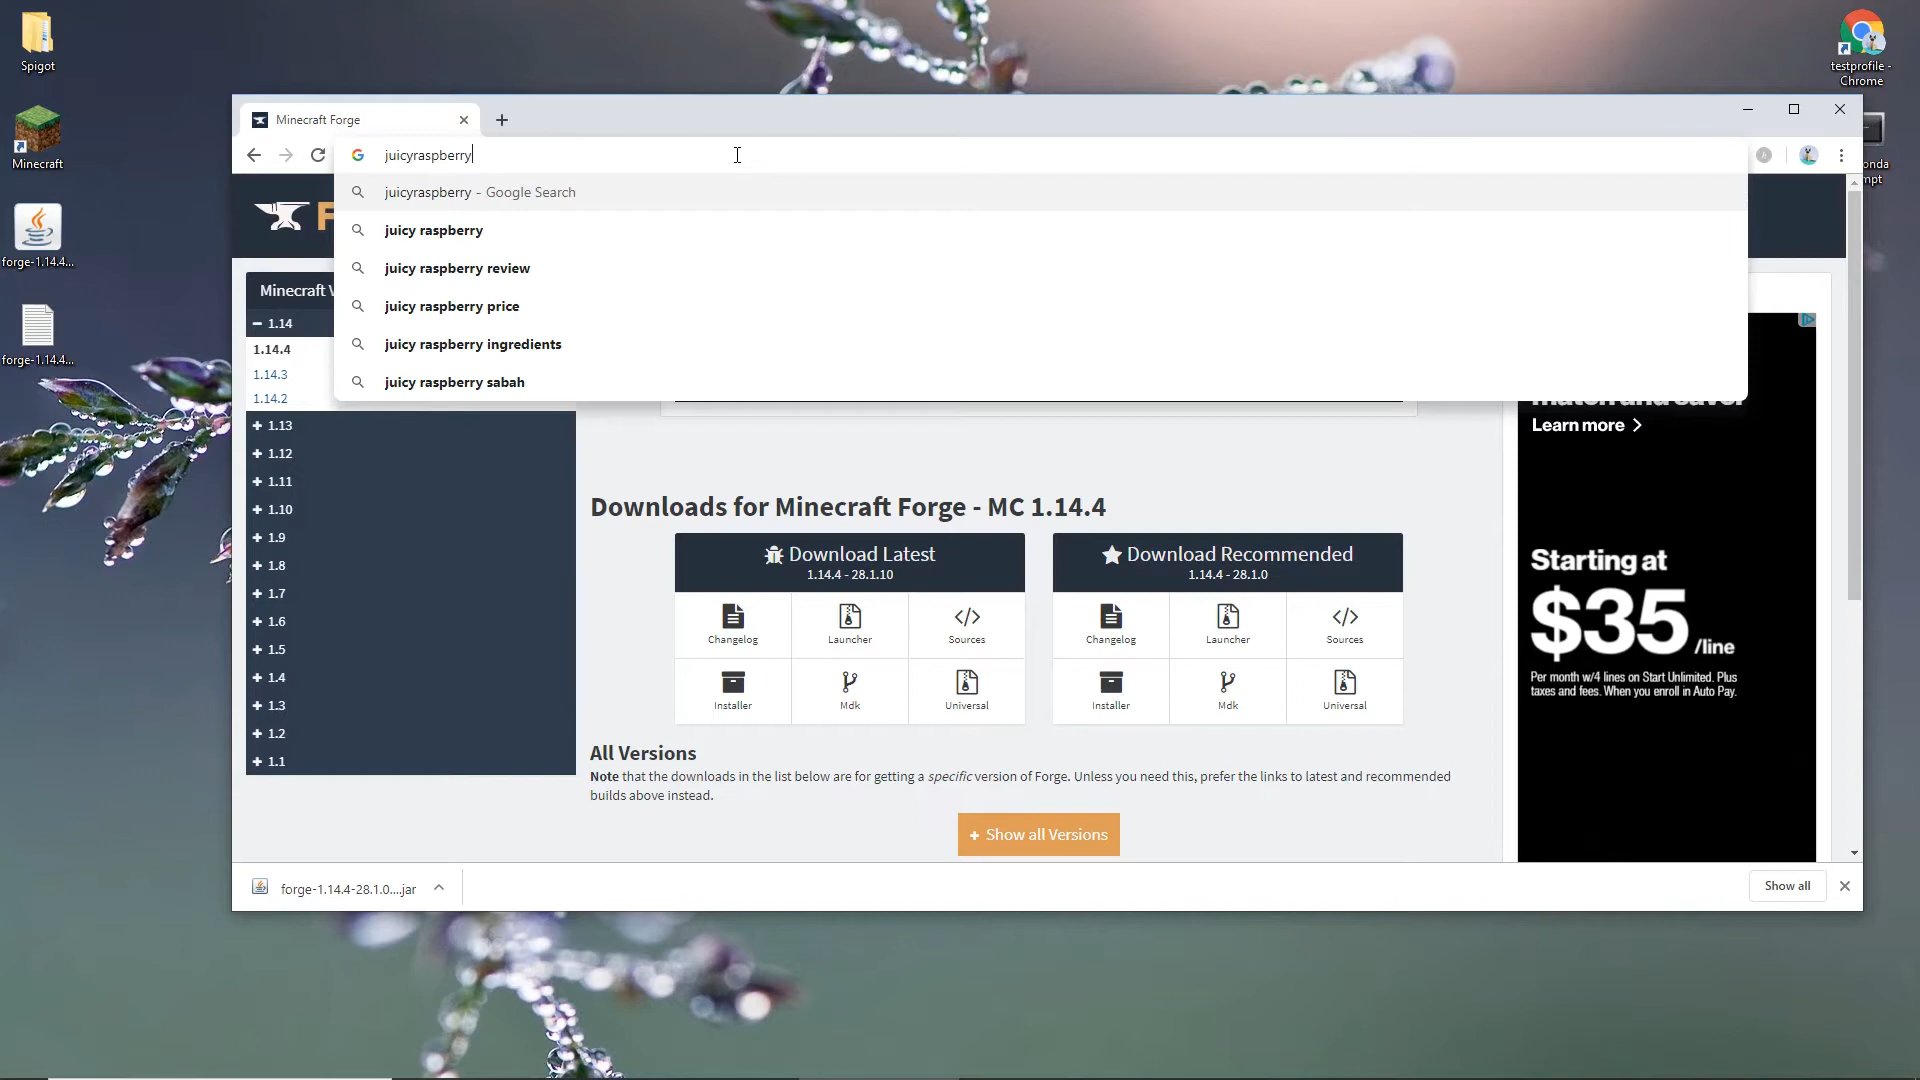 Spigot
Minecraft
forge-1.14.4...
forge-1.14.4...
testprofile -
Chrome
onda
mpt
Minecraft Forge
juicyraspberry
juicyraspberry - Google Search
juicy raspberry
juicy raspberry review
juicy raspberry price
juicy raspberry ingredients
juicy raspberry sabah
F
Minecraft V
1.14
1.14.4
1.14.3
1.14.2
1.13
1.12
1.11
1.10
1.9
1.8
1.7
1.6
1.5
1.4
1.3
1.2
1.1
Downloads for Minecraft Forge - MC 1.14.4
Download Latest
1.14.4 - 28.1.10
Changelog
Launcher
Sources
Installer
Mdk
Universal
Download Recommended
1.14.4 - 28.1.0
Changelog
Launcher
Sources
Installer
Mdk
Universal
All Versions
Note that the downloads in the list below are for getting a specific version of Forge. Unless you need this, prefer the links to latest and recommended
builds above instead.
+ Show all Versions
Learn more
Starting at
$35 /line
Per month w/4 lines on Start Unlimited. Plus
taxes and fees. When you enroll in Auto Pay.
forge-1.14.4-28.1.0....jar
Show all